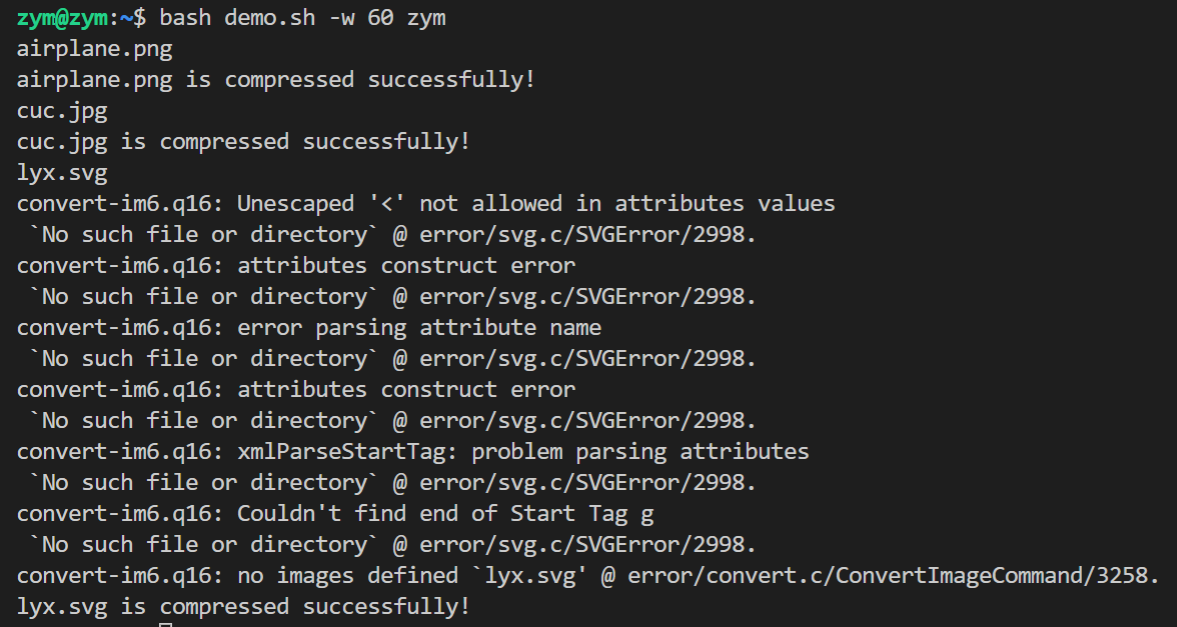 zym@zym:~$ bash demo.sh -w 60 zym
airplane.png
airplane.png is compressed successfully!
cuc.jpg
cuc.jpg is compressed successfully!
lyx.svg
convert-im6.q16: Unescaped '<' not allowed in attributes values
 `No such file or directory` @ error/svg.c/SVGError/2998.
convert-im6.q16: attributes construct error
 `No such file or directory` @ error/svg.c/SVGError/2998.
convert-im6.q16: error parsing attribute name
 `No such file or directory` @ error/svg.c/SVGError/2998.
convert-im6.q16: attributes construct error
 `No such file or directory` @ error/svg.c/SVGError/2998.
convert-im6.q16: xmlParseStartTag: problem parsing attributes
 `No such file or directory` @ error/svg.c/SVGError/2998.
convert-im6.q16: Couldn't find end of Start Tag g
 `No such file or directory` @ error/svg.c/SVGError/2998.
convert-im6.q16: no images defined `lyx.svg' @ error/convert.c/ConvertImageCommand/3258.
lyx.svg is compressed successfully!